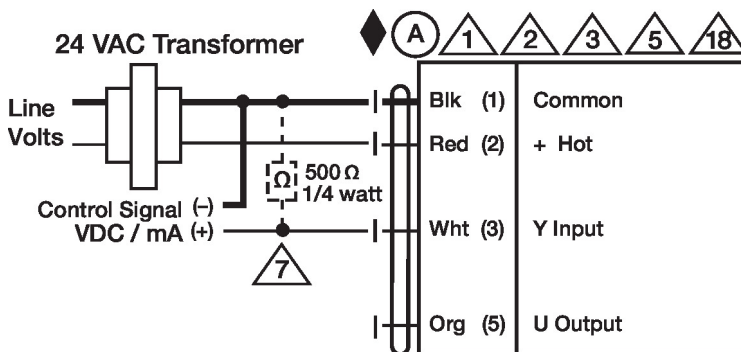 A 1 2 3 5 18
24 VAC Transformer
Line
Volts
Blk (1) Common
Red (2) + Hot
Ω 500 Ω
1/4 watt
Control Signal (–)
VDC / mA (+)
Wht (3) Y Input
7
Org (5) U Output